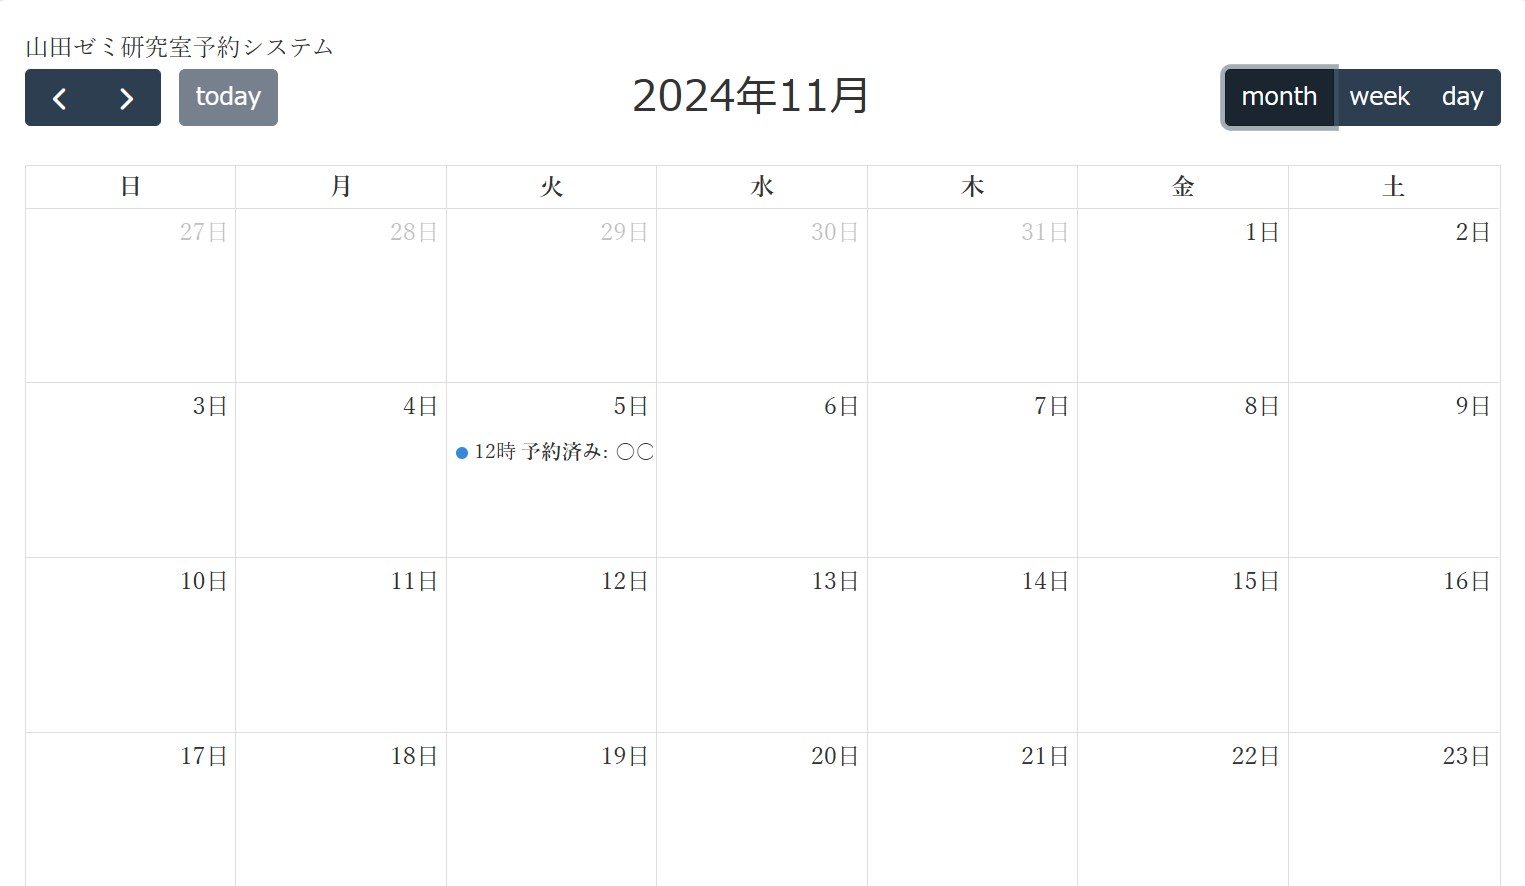 山田ゼミ研究室予約システム
today
2024年11月
month week day
日 月 火 水 木 金 土
27日 28日 29日 30日 31日 1日 2日
3日 4日 5日 6日 7日 8日 9日
12時 予約済み: 〇〇
10日 11日 12日 13日 14日 15日 16日
17日 18日 19日 20日 21日 22日 23日